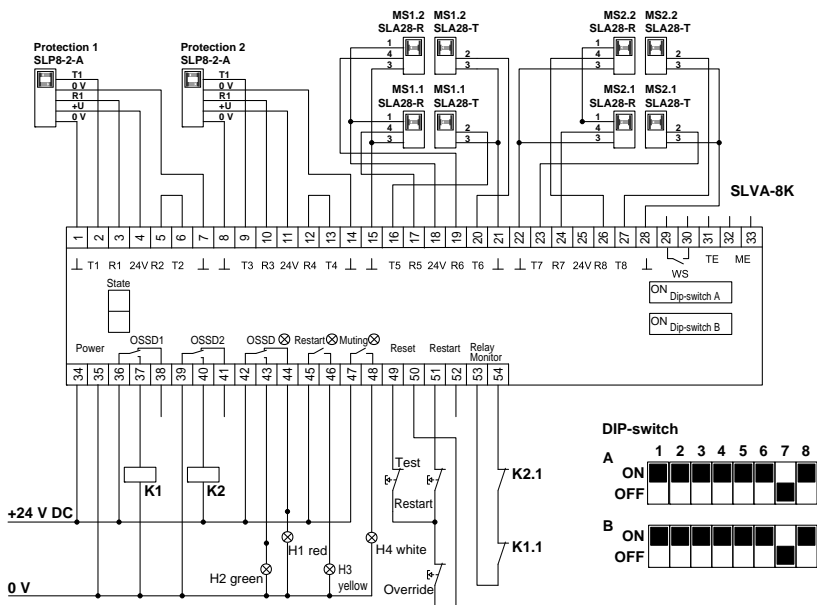 MS1.2 MS1.2
SLA28-R SLA28-T
MS2.2 MS2.2
SLA28-R SLA28-T
1
4
3
2
3
1
4
3
2
3
Protection 1
SLP8-2-A
T1
0 V
R1
+U
0 V
Protection 2
SLP8-2-A
T1
0 V
R1
+U
0 V
MS1.1 MS1.1
SLA28-R SLA28-T
MS2.1 MS2.1
SLA28-R SLA28-T
1
4
3
2
3
1
4
3
2
3
SLVA-8K
1 2 3 4 5 6 7 8 9 10 11 12 13 14 15 16 17 18 19 20 21 22 23 24 25 26 27 28 29 30 31 32 33
⊥ T1 R1 24V R2 T2 ⊥ ⊥ T3 R3 24V R4 T4 ⊥ ⊥ T5 R5 24V R6 T6 ⊥ ⊥ T7 R7 24V R8 T8 ⊥ WS TE ME
State
ON Dip-switch A
ON Dip-switch B
Power OSSD1 OSSD2 OSSD Restart Muting Reset Restart Relay
Monitor
34 35 36 37 38 39 40 41 42 43 44 45 46 47 48 49 50 51 52 53 54
K1
K2
Test
Restart
K2.1
+24 V DC
H1 red
H4 white
K1.1
H2 green
H3
yellow
Override
0 V
DIP-switch
A 1 2 3 4 5 6 7 8
ON
OFF
B
ON
OFF